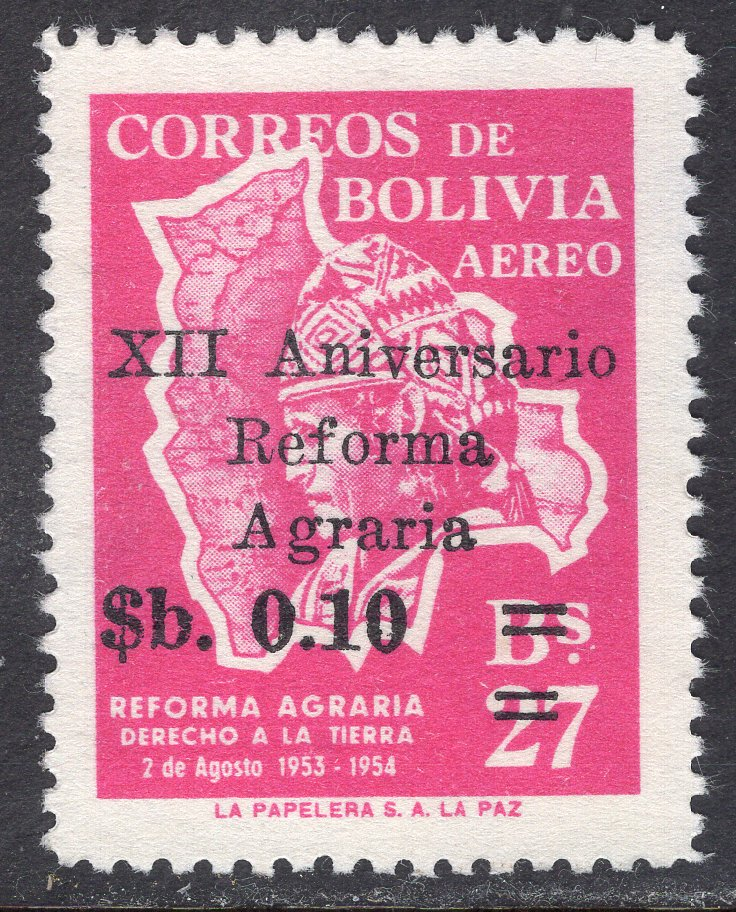 CORREOS DE
BOLIVIA
AEREO
XII Aniversario
Reforma
Agraria
$b. 0.10
Bs.
27
REFORMA AGRARIA
DERECHO A LA TIERRA
2 de Agosto 1953 - 1954
LA PAPELERA S. A. LA PAZ